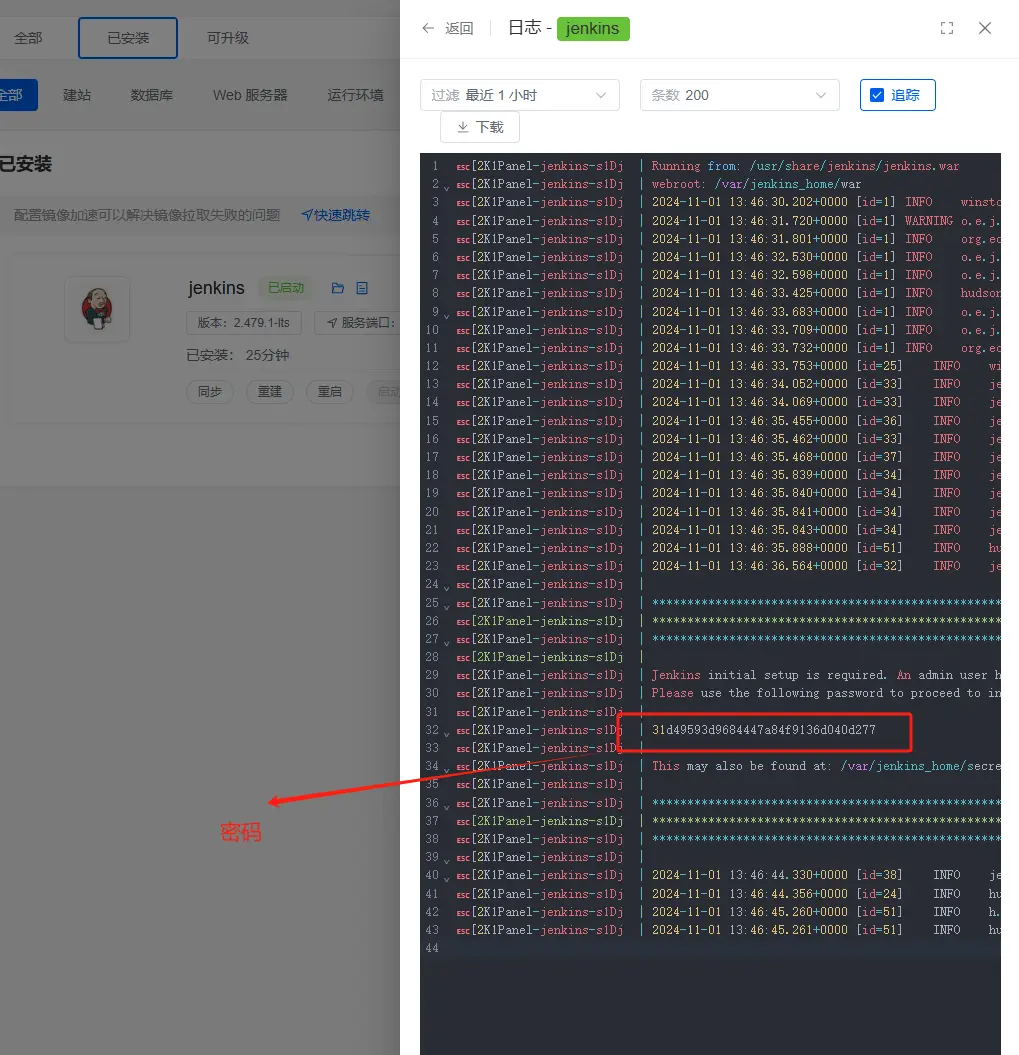 全部 已安装 可升级
全部 建站 数据库 Web 服务器 运行环境
已安装
配置镜像加速可以解决镜像拉取失败的问题 快速跳转
jenkins 已启动
版本：2.479.1-lts 服务端口：
已安装： 25分钟
同步 重建 重启 启动
密码
返回 日志 - jenkins
过滤 最近 1 小时 条数 200 追踪
下载
1 ESC[2K1Panel-jenkins-s1Dj | Running from: /usr/share/jenkins/jenkins.war
2 ESC[2K1Panel-jenkins-s1Dj | webroot: /var/jenkins_home/war
3 ESC[2K1Panel-jenkins-s1Dj | 2024-11-01 13:46:30.202+0000 [id=1] INFO winsto
4 ESC[2K1Panel-jenkins-s1Dj | 2024-11-01 13:46:31.720+0000 [id=1] WARNING o.e.j.
5 ESC[2K1Panel-jenkins-s1Dj | 2024-11-01 13:46:31.801+0000 [id=1] INFO org.ec
6 ESC[2K1Panel-jenkins-s1Dj | 2024-11-01 13:46:32.530+0000 [id=1] INFO o.e.j.
7 ESC[2K1Panel-jenkins-s1Dj | 2024-11-01 13:46:32.598+0000 [id=1] INFO o.e.j.
8 ESC[2K1Panel-jenkins-s1Dj | 2024-11-01 13:46:33.425+0000 [id=1] INFO hudson
9 ESC[2K1Panel-jenkins-s1Dj | 2024-11-01 13:46:33.683+0000 [id=1] INFO o.e.j.
10 ESC[2K1Panel-jenkins-s1Dj | 2024-11-01 13:46:33.709+0000 [id=1] INFO o.e.j.
11 ESC[2K1Panel-jenkins-s1Dj | 2024-11-01 13:46:33.732+0000 [id=1] INFO org.ec
12 ESC[2K1Panel-jenkins-s1Dj | 2024-11-01 13:46:33.753+0000 [id=25] INFO wi
13 ESC[2K1Panel-jenkins-s1Dj | 2024-11-01 13:46:34.052+0000 [id=33] INFO je
14 ESC[2K1Panel-jenkins-s1Dj | 2024-11-01 13:46:34.069+0000 [id=33] INFO je
15 ESC[2K1Panel-jenkins-s1Dj | 2024-11-01 13:46:35.455+0000 [id=36] INFO je
16 ESC[2K1Panel-jenkins-s1Dj | 2024-11-01 13:46:35.462+0000 [id=33] INFO je
17 ESC[2K1Panel-jenkins-s1Dj | 2024-11-01 13:46:35.468+0000 [id=37] INFO je
18 ESC[2K1Panel-jenkins-s1Dj | 2024-11-01 13:46:35.839+0000 [id=34] INFO je
19 ESC[2K1Panel-jenkins-s1Dj | 2024-11-01 13:46:35.840+0000 [id=34] INFO je
20 ESC[2K1Panel-jenkins-s1Dj | 2024-11-01 13:46:35.841+0000 [id=34] INFO je
21 ESC[2K1Panel-jenkins-s1Dj | 2024-11-01 13:46:35.843+0000 [id=34] INFO je
22 ESC[2K1Panel-jenkins-s1Dj | 2024-11-01 13:46:35.888+0000 [id=51] INFO hu
23 ESC[2K1Panel-jenkins-s1Dj | 2024-11-01 13:46:36.564+0000 [id=32] INFO je
24 ESC[2K1Panel-jenkins-s1Dj |
25 ESC[2K1Panel-jenkins-s1Dj | **************************************************
26 ESC[2K1Panel-jenkins-s1Dj | **************************************************
27 ESC[2K1Panel-jenkins-s1Dj | **************************************************
28 ESC[2K1Panel-jenkins-s1Dj |
29 ESC[2K1Panel-jenkins-s1Dj | Jenkins initial setup is required. An admin user h
30 ESC[2K1Panel-jenkins-s1Dj | Please use the following password to proceed to in
31 ESC[2K1Panel-jenkins-s1Dj |
32 ESC[2K1Panel-jenkins-s1Dj | 31d49593d9684447a84f9136d040d277
33 ESC[2K1Panel-jenkins-s1Dj |
34 ESC[2K1Panel-jenkins-s1Dj | This may also be found at: /var/jenkins_home/secre
35 ESC[2K1Panel-jenkins-s1Dj |
36 ESC[2K1Panel-jenkins-s1Dj | **************************************************
37 ESC[2K1Panel-jenkins-s1Dj | **************************************************
38 ESC[2K1Panel-jenkins-s1Dj | **************************************************
39 ESC[2K1Panel-jenkins-s1Dj |
40 ESC[2K1Panel-jenkins-s1Dj | 2024-11-01 13:46:44.330+0000 [id=38] INFO je
41 ESC[2K1Panel-jenkins-s1Dj | 2024-11-01 13:46:44.356+0000 [id=24] INFO hu
42 ESC[2K1Panel-jenkins-s1Dj | 2024-11-01 13:46:45.260+0000 [id=51] INFO h.
43 ESC[2K1Panel-jenkins-s1Dj | 2024-11-01 13:46:45.261+0000 [id=51] INFO hu
44